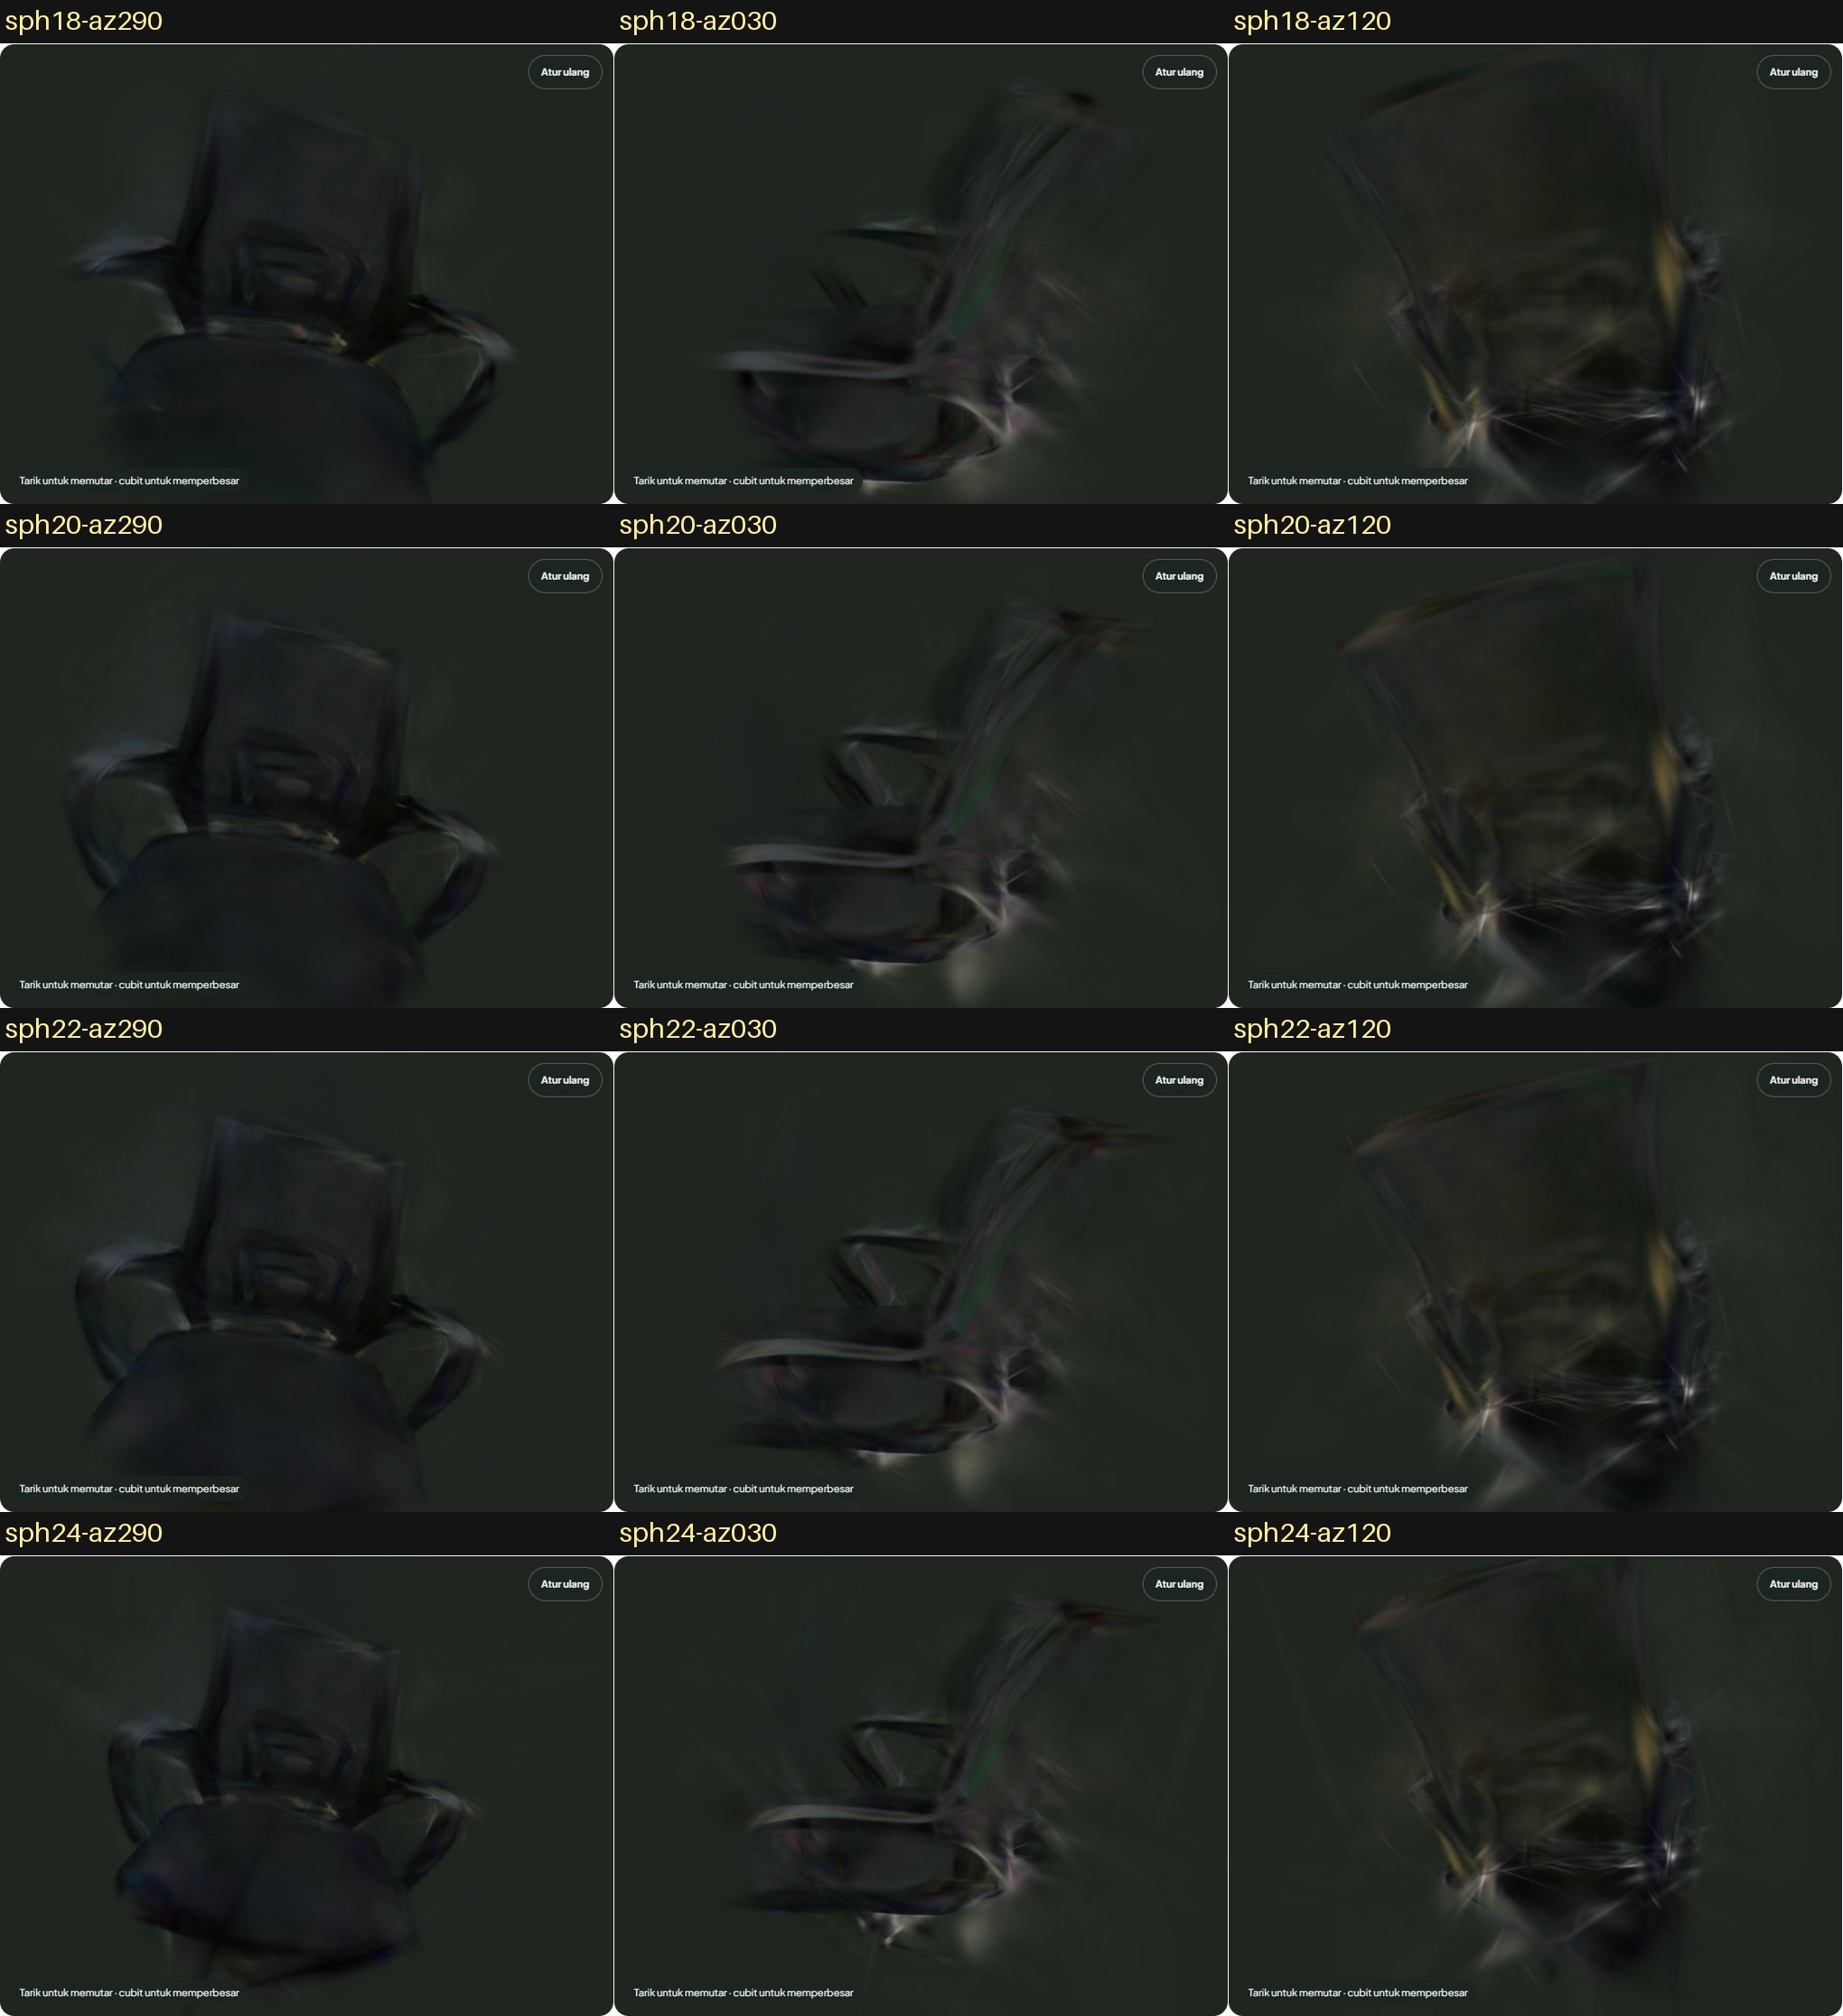 sph18-az290
sph18-az030
sph18-az120
Atur ulang
Atur ulang
Atur ulang
Tarik untuk memutar · cubit untuk memperbesar
Tarik untuk memutar · cubit untuk memperbesar
Tarik untuk memutar · cubit untuk memperbesar
sph20-az290
sph20-az030
sph20-az120
Atur ulang
Atur ulang
Atur ulang
Tarik untuk memutar · cubit untuk memperbesar
Tarik untuk memutar · cubit untuk memperbesar
Tarik untuk memutar · cubit untuk memperbesar
sph22-az290
sph22-az030
sph22-az120
Atur ulang
Atur ulang
Atur ulang
Tarik untuk memutar · cubit untuk memperbesar
Tarik untuk memutar · cubit untuk memperbesar
Tarik untuk memutar · cubit untuk memperbesar
sph24-az290
sph24-az030
sph24-az120
Atur ulang
Atur ulang
Atur ulang
Tarik untuk memutar · cubit untuk memperbesar
Tarik untuk memutar · cubit untuk memperbesar
Tarik untuk memutar · cubit untuk memperbesar